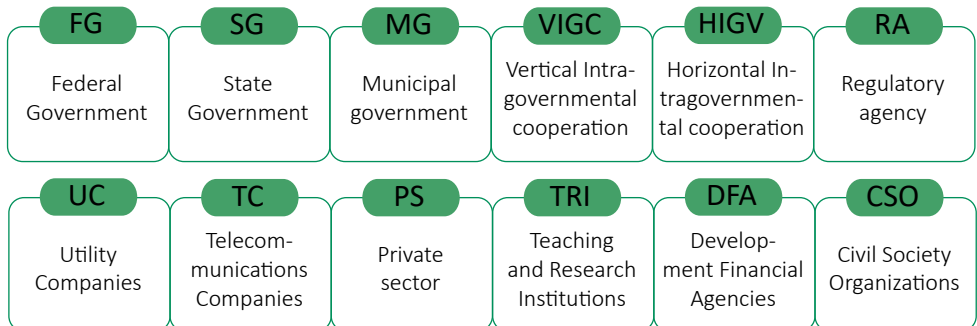 FG
Federal
Government
SG
State
Government
MG
Municipal
government
VIGC
Vertical Intra-
governmental
cooperation
HIGV
Horizontal In-
tragovernmen-
tal cooperation
RA
Regulatory
agency
UC
Utility
Companies
TC
Telecom-
munications
Companies
PS
Private
sector
TRI
Teaching
and Research
Institutions
DFA
Develop-
ment Financial
Agencies
CSO
Civil Society
Organizations